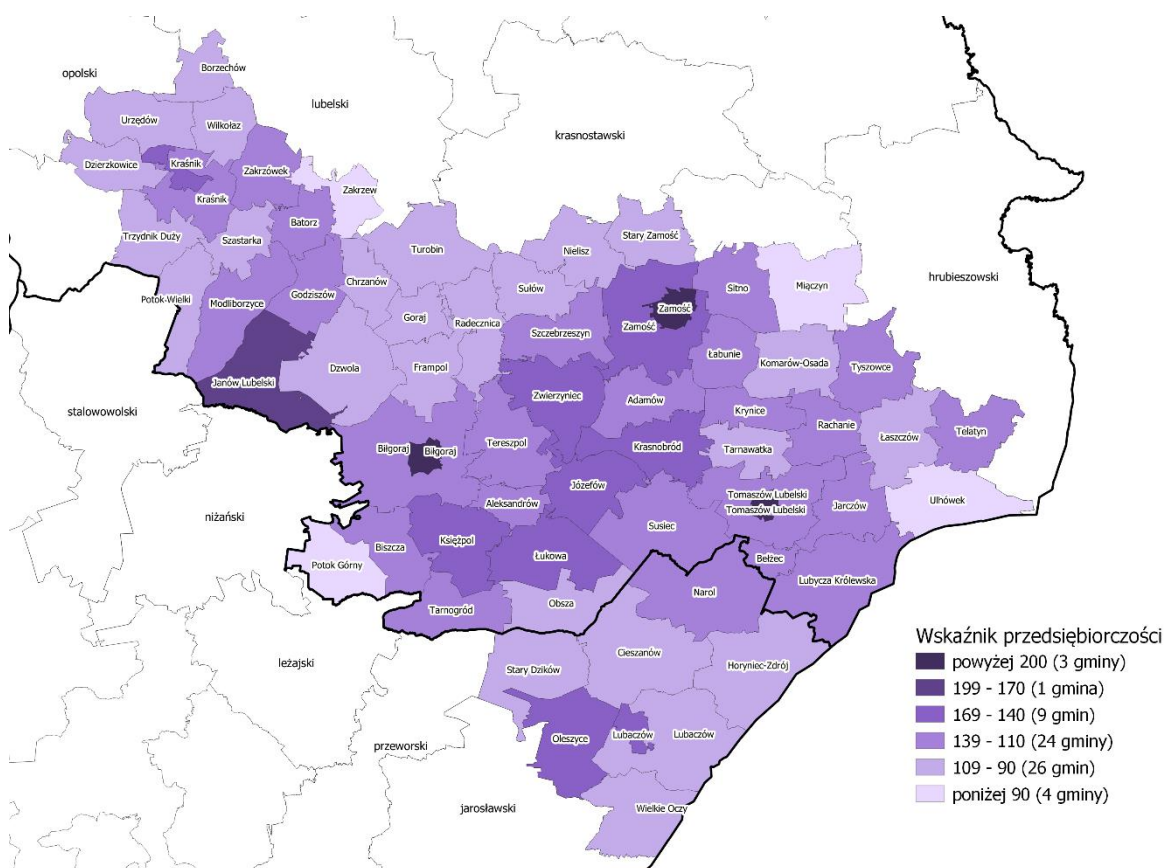 opolski
Borzechów
lubelski
Urzędów
Wilkołaz
krasnostawski
Dzierzkowice
Kraśnik
Zakrzówek
Zakrzew
Kraśnik
Batorz
Trzydnik Duży
Szastarka
Turobin
Nielisz
Stary Zamość
hrubieszowski
Potok-Wielki
Modliborzyce
Godziszów
Chrzanów
Sułów
Sitno
Miączyn
Goraj
Radecznica
Zamość
Szczebrzeszyn
Zamość
Łabunie
Komarów-Osada
Tyszowce
Janów Lubelski
Dzwola
Frampol
Zwierzyniec
Adamów
Krynice
Rachanie
Telatyn
stalowowolski
Biłgoraj
Biłgoraj
Tereszpol
Krasnobród
Tarnawatka
Łaszczów
Józefów
Aleksandrów
Tomaszów Lubelski
Tomaszów Lubelski
Jarczów
Ulhówek
niżański
Susiec
Biszcza
Księżpol
Łukowa
Bełżec
Potok Górny
Lubycza Królewska
Tarnogród
Obsza
Narol
leżajski
Cieszanów
Stary Dzików
Horyniec-Zdrój
przeworski
Oleszyce
Lubaczów
Lubaczów
jarosławski
Wielkie Oczy
Wskaźnik przedsiębiorczości
powyżej 200 (3 gminy)
199 - 170 (1 gmina)
169 - 140 (9 gmin)
139 - 110 (24 gminy)
109 - 90 (26 gmin)
poniżej 90 (4 gminy)